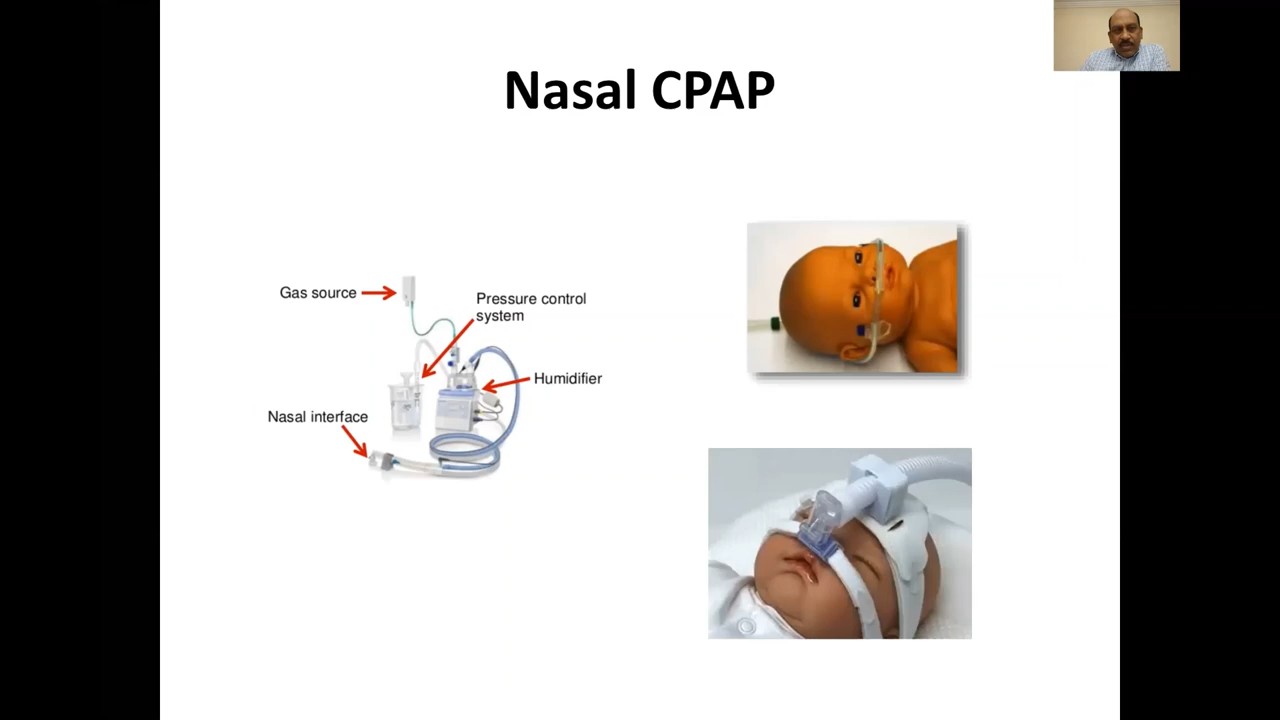 Nasal CPAP
Gas source
Pressure control
system
Humidifier
Nasal interface